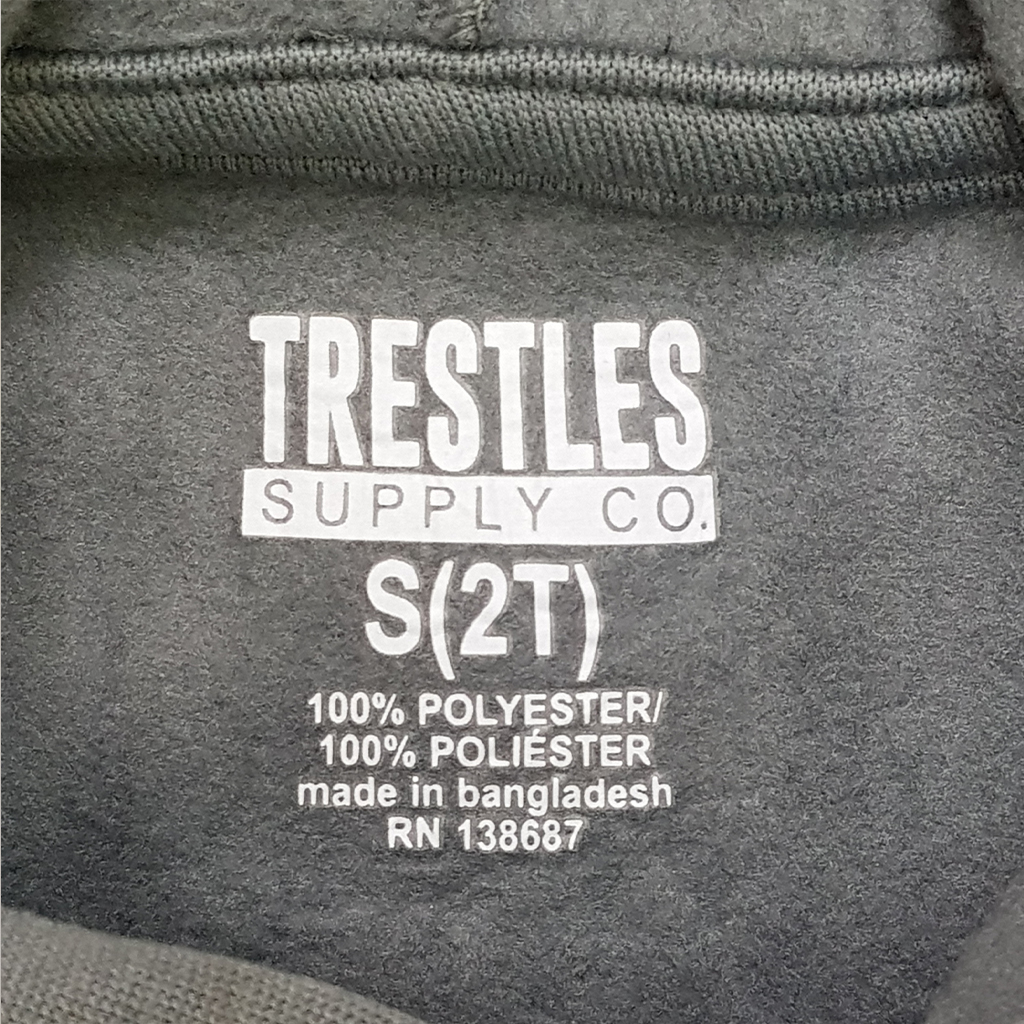 TRESTLES
SUPPLY CO.
S(2T)
100% POLYESTER/
100% POLIÉSTER
made in bangladesh
RN 138687